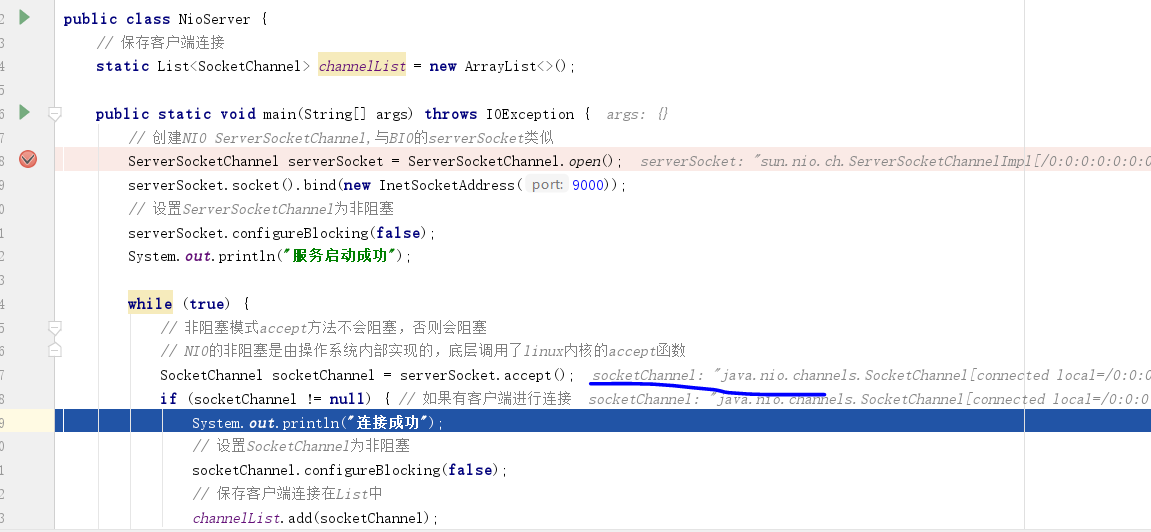 2 public class NioServer {
3 // 保存客户端连接
4 static List<SocketChannel> channelList = new ArrayList<>();
5
6 public static void main(String[] args) throws IOException { args: {}
7 // 创建NIO ServerSocketChannel,与BIO的serverSocket类似
8 ServerSocketChannel serverSocket = ServerSocketChannel.open(); serverSocket: "sun.nio.ch.ServerSocketChannelImpl[/0:0:0:0:0:0:0
9 serverSocket.socket().bind(new InetSocketAddress( port: 9000));
0 // 设置ServerSocketChannel为非阻塞
1 serverSocket.configureBlocking(false);
2 System.out.println("服务启动成功");
3
4 while (true) {
5 // 非阻塞模式accept方法不会阻塞，否则会阻塞
6 // NIO的非阻塞是由操作系统内部实现的，底层调用了linux内核的accept函数
7 SocketChannel socketChannel = serverSocket.accept(); socketChannel: "java.nio.channels.SocketChannel[connected local=/0:0:0
8 if (socketChannel != null) { // 如果有客户端进行连接 socketChannel: "java.nio.channels.SocketChannel[connected local=/0:0:0
9 System.out.println("连接成功");
0 // 设置SocketChannel为非阻塞
1 socketChannel.configureBlocking(false);
2 // 保存客户端连接在List中
3 channelList.add(socketChannel);